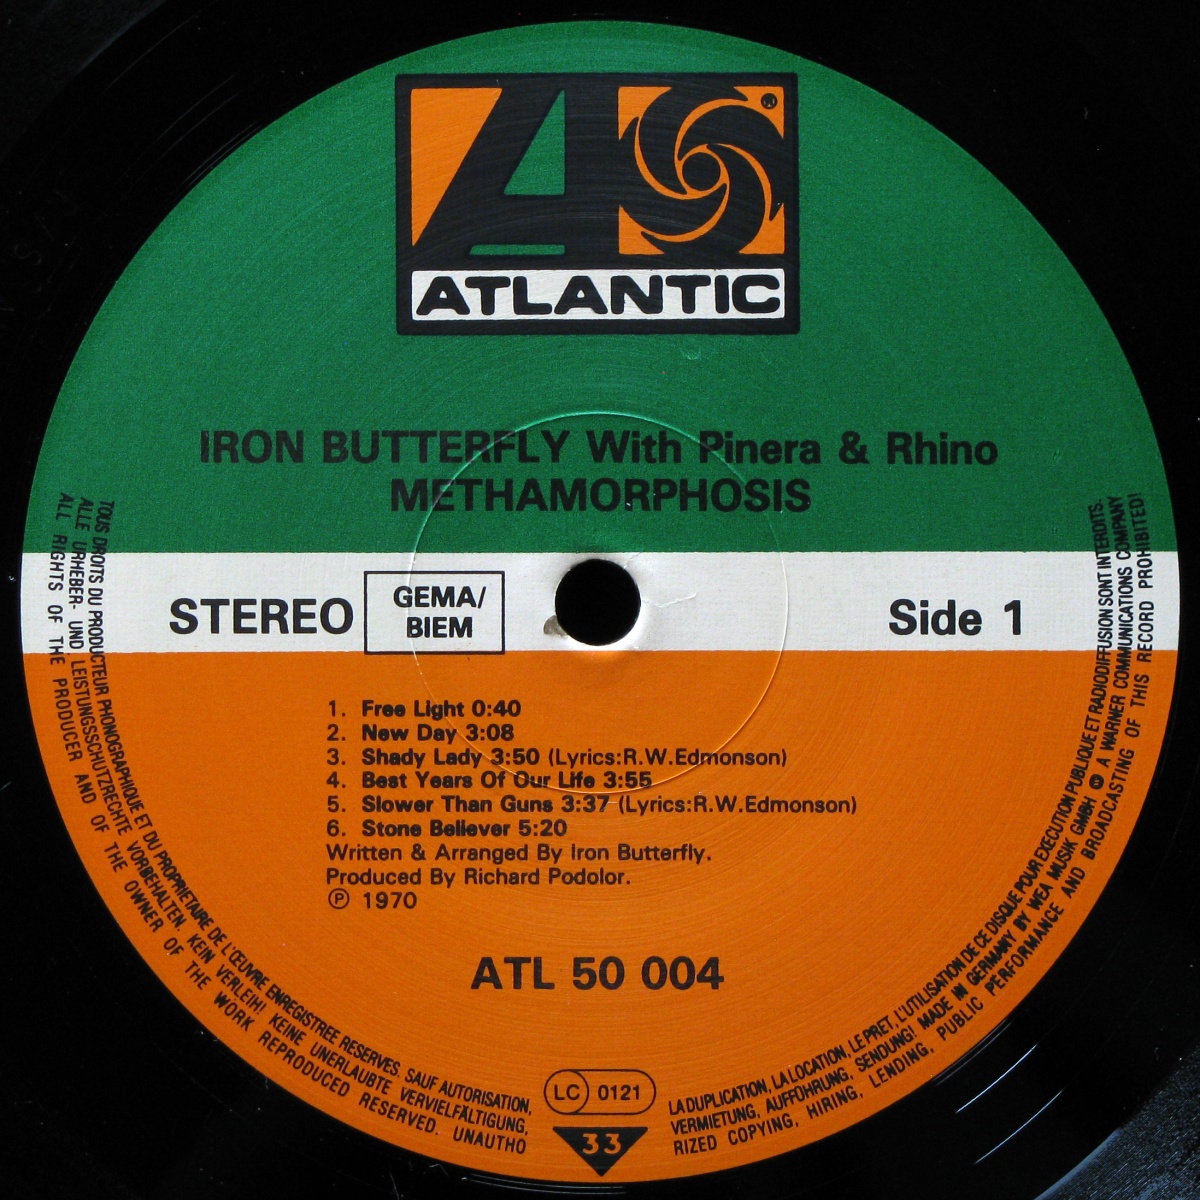 ATLANTIC
IRON BUTTERFLY With Pinera & Rhino
METHAMORPHOSIS
STEREO
GEMA/
BIEM
Side 1
1. Free Light 0:40
2. New Day 3:08
3. Shady Lady 3:50 (Lyrics:R.W.Edmonson)
4. Best Years Of Our Life 3:55
5. Slower Than Guns 3:37 (Lyrics:R.W.Edmonson)
6. Stone Believer 5:20
Written & Arranged By Iron Butterfly.
Produced By Richard Podolor.
℗ 1970
ATL 50 004
LC 0121
33
TOUS DROITS DU PRODUCTEUR PHONOGRAPHIQUE ET DU PROPRIETAIRE DE L'ŒUVRE ENREGISTREE RESERVES. SAUF AUTORISATION, LA DUPLICATION, LA LOCATION, LE PRET, L'UTILISATION DE CE DISQUE POUR EXECUTION PUBLIQUE ET RADIODIFFUSION SONT INTERDITS.
ALLE URHEBER- UND LEISTUNGSSCHUTZRECHTE VORBEHALTEN. KEIN VERLEIH! KEINE UNERLAUBTE VERVIELFÄLTIGUNG, VERMIETUNG, AUFFÜHRUNG, SENDUNG! MADE IN GERMANY BY WEA MUSIK GMBH A WARNER COMMUNICATIONS COMPANY
ALL RIGHTS OF THE PRODUCER AND OF THE OWNER OF THE WORK REPRODUCED RESERVED. UNAUTHORIZED COPYING, HIRING, LENDING, PUBLIC PERFORMANCE AND BROADCASTING OF THIS RECORD PROHIBITED!